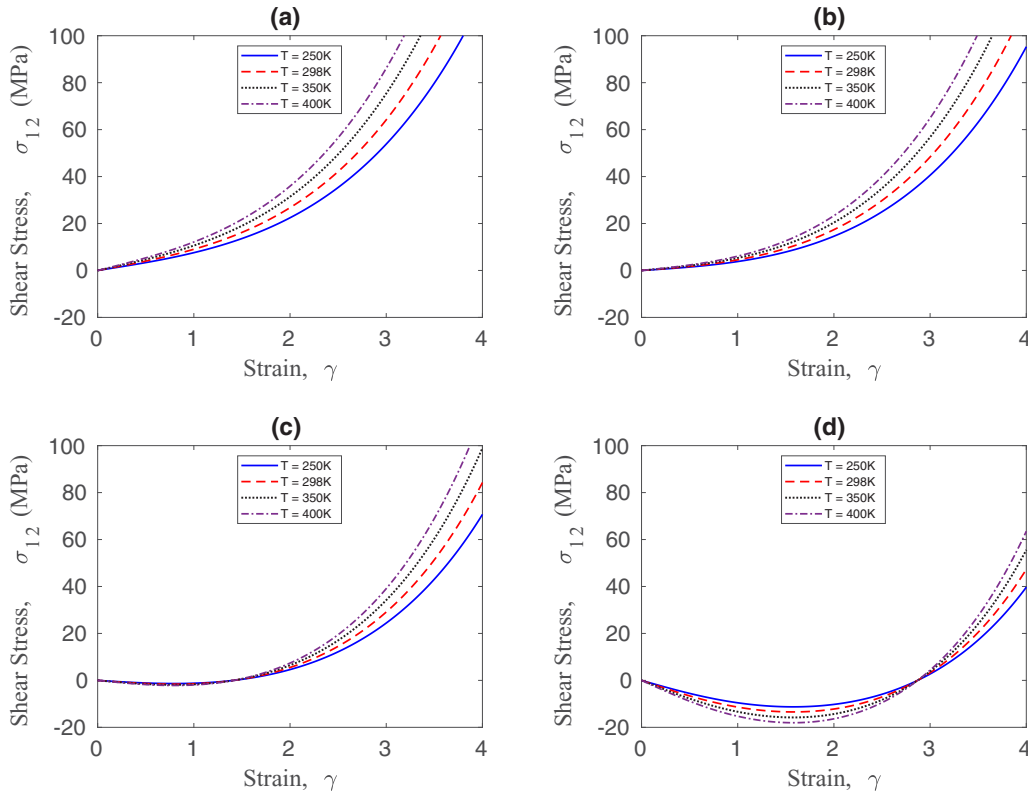 (a)
100
80
60
40
20
0
-20
0 1 2 3 4
Shear Stress, σ12 (MPa)
Strain, γ
T = 250K
T = 298K
T = 350K
T = 400K
(b)
100
80
60
40
20
0
-20
0 1 2 3 4
Shear Stress, σ12 (MPa)
Strain, γ
T = 250K
T = 298K
T = 350K
T = 400K
(c)
100
80
60
40
20
0
-20
0 1 2 3 4
Shear Stress, σ12 (MPa)
Strain, γ
T = 250K
T = 298K
T = 350K
T = 400K
(d)
100
80
60
40
20
0
-20
0 1 2 3 4
Shear Stress, σ12 (MPa)
Strain, γ
T = 250K
T = 298K
T = 350K
T = 400K